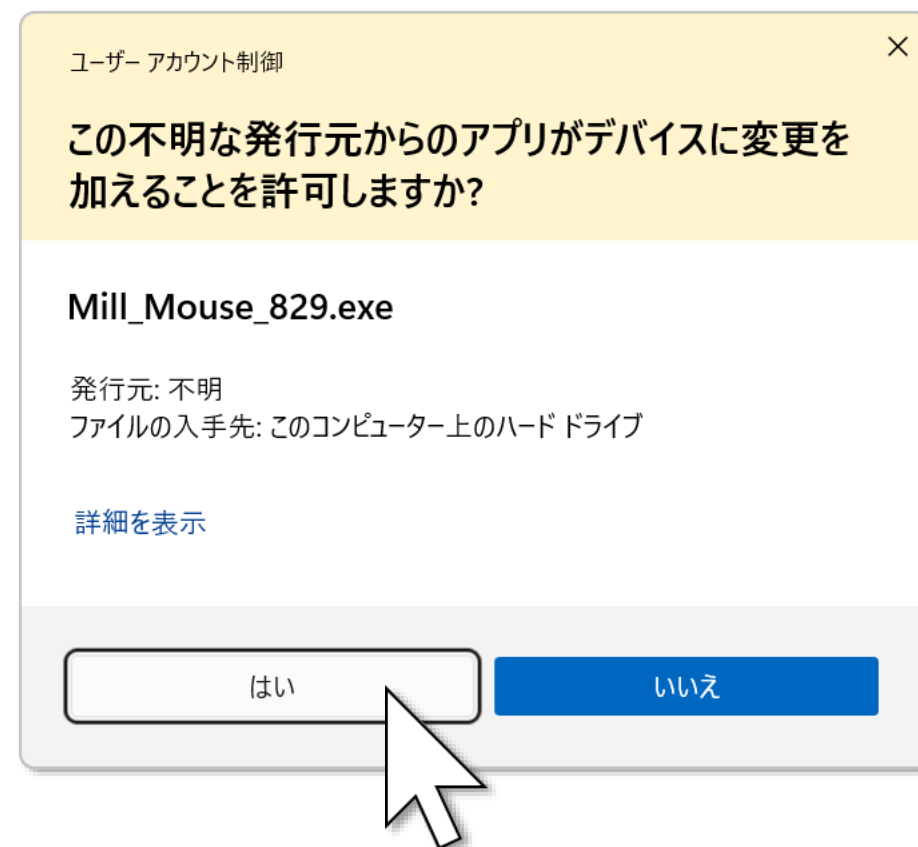 ユーザー アカウント制御
この不明な発行元からのアプリがデバイスに変更を
加えることを許可しますか?
Mill_Mouse_829.exe
発行元: 不明
ファイルの入手先: このコンピューター上のハード ドライブ
詳細を表示
はい
いいえ